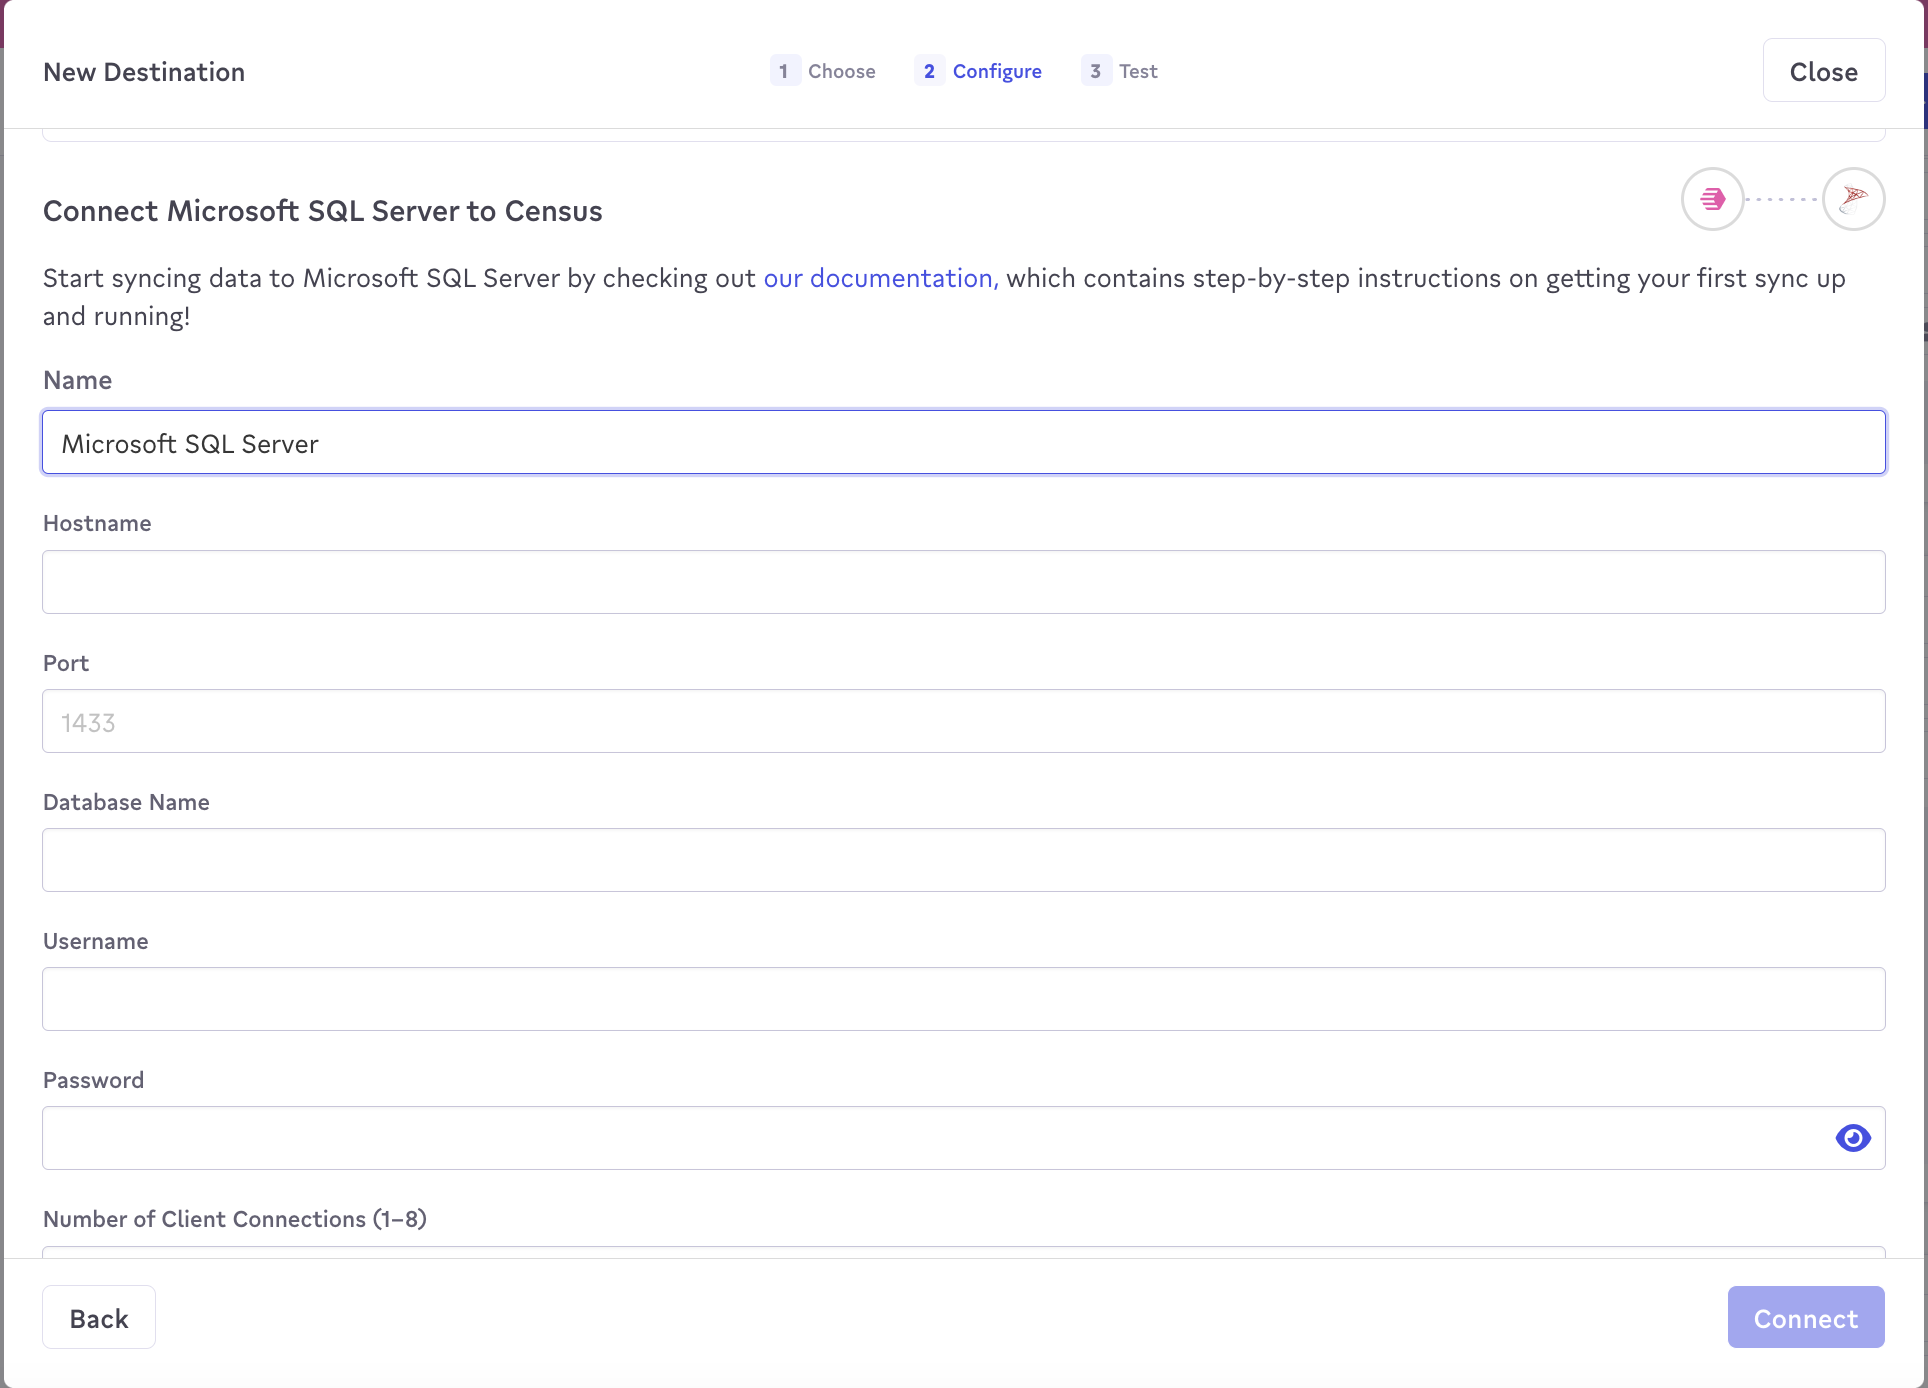 New Destination
1 Choose
2 Configure
3 Test
Close
Connect Microsoft SQL Server to Census
Start syncing data to Microsoft SQL Server by checking out our documentation, which contains step-by-step instructions on getting your first sync up
and running!
Name
Microsoft SQL Server
Hostname
Port
1433
Database Name
Username
Password
Number of Client Connections (1–8)
Back
Connect